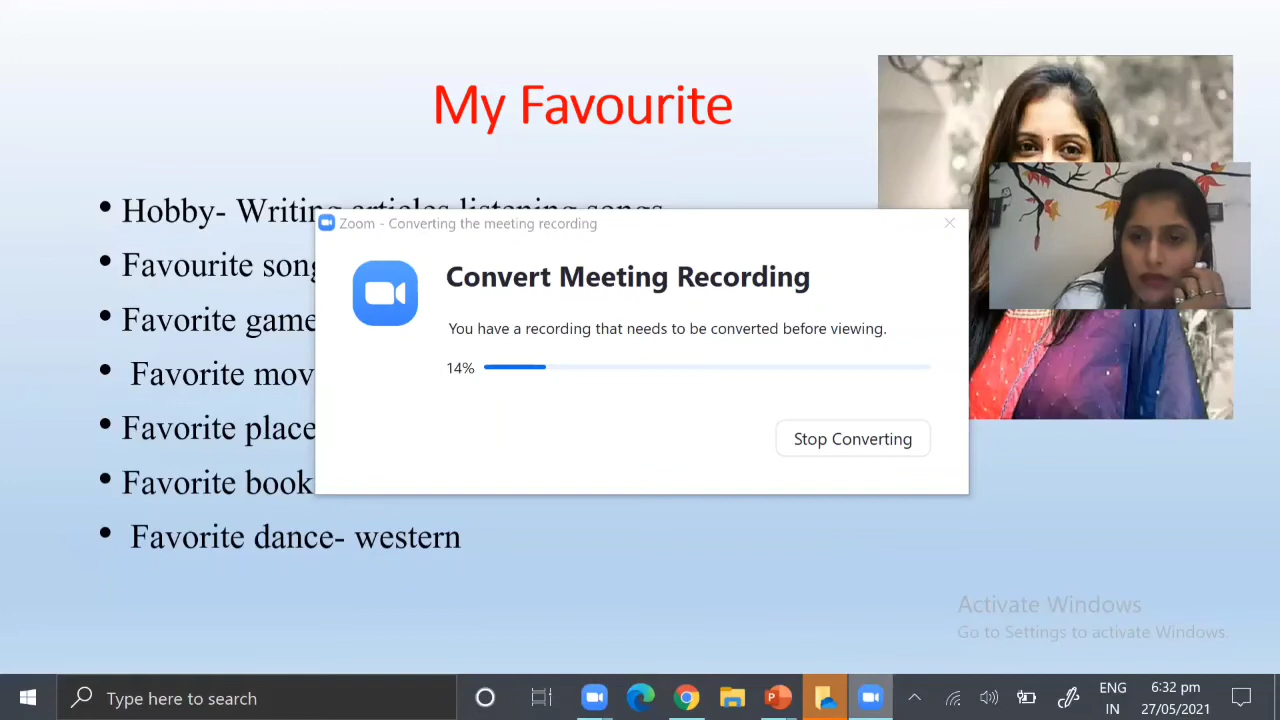 My Favourite
• Hobby- Writing articles listening songs
• Favourite song
• Favorite game
• Favorite mov
• Favorite place
• Favorite book
• Favorite dance- western
Zoom - Converting the meeting recording
Convert Meeting Recording
You have a recording that needs to be converted before viewing.
14%
Stop Converting
Activate Windows
Go to Settings to activate Windows.
Type here to search
ENG
IN
6:32 pm
27/05/2021